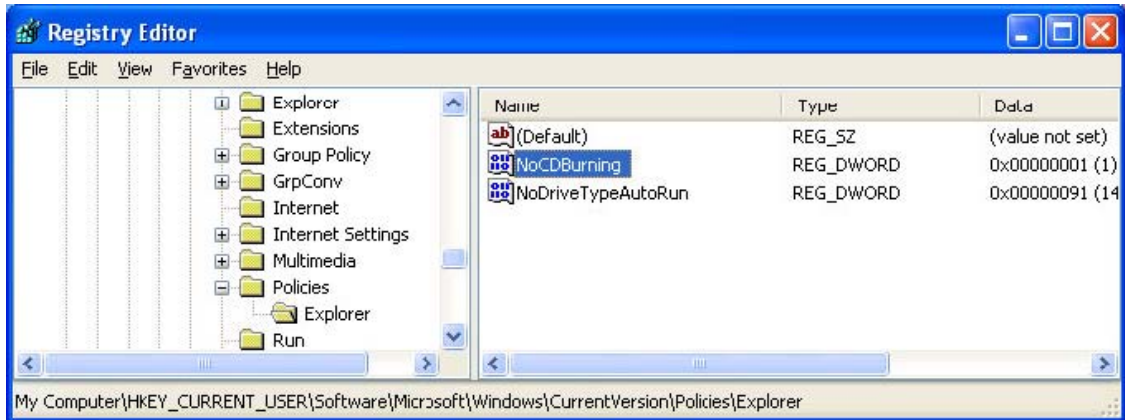 Registry Editor
File Edit View Favorites Help
Explorer
Extensions
Group Policy
GrpConv
Internet
Internet Settings
Multimedia
Policies
Explorer
Run
Name Type Data
(Default) REG_SZ (value not set)
NoCDBurning REG_DWORD 0x00000001 (1)
NoDriveTypeAutoRun REG_DWORD 0x00000091 (14
My Computer\HKEY_CURRENT_USER\Software\Microsoft\Windows\CurrentVersion\Policies\Explorer